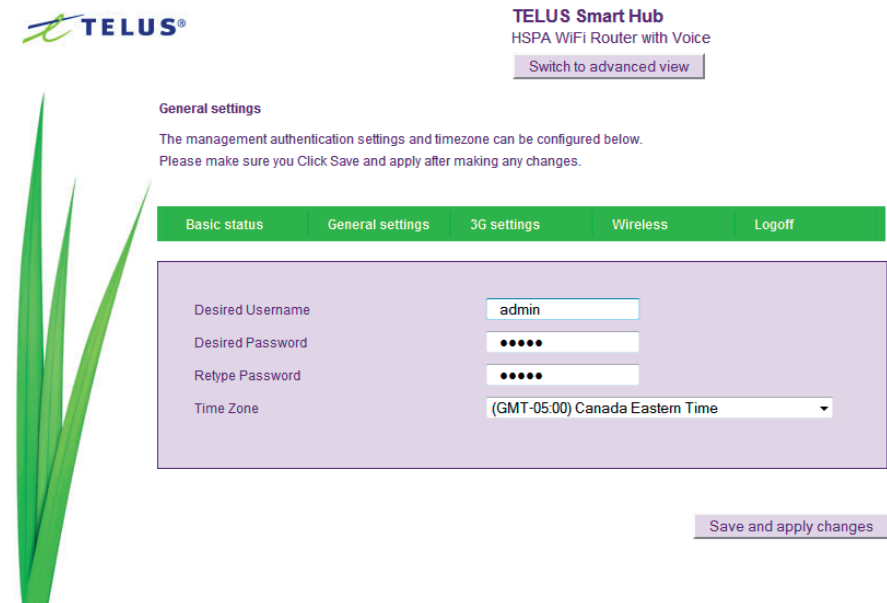 TELUS®
TELUS Smart Hub
HSPA WiFi Router with Voice
Switch to advanced view
General settings
The management authentication settings and timezone can be configured below.
Please make sure you Click Save and apply after making any changes.
Basic status General settings 3G settings Wireless Logoff
Desired Username admin
Desired Password •••••
Retype Password •••••
Time Zone (GMT-05:00) Canada Eastern Time
Save and apply changes